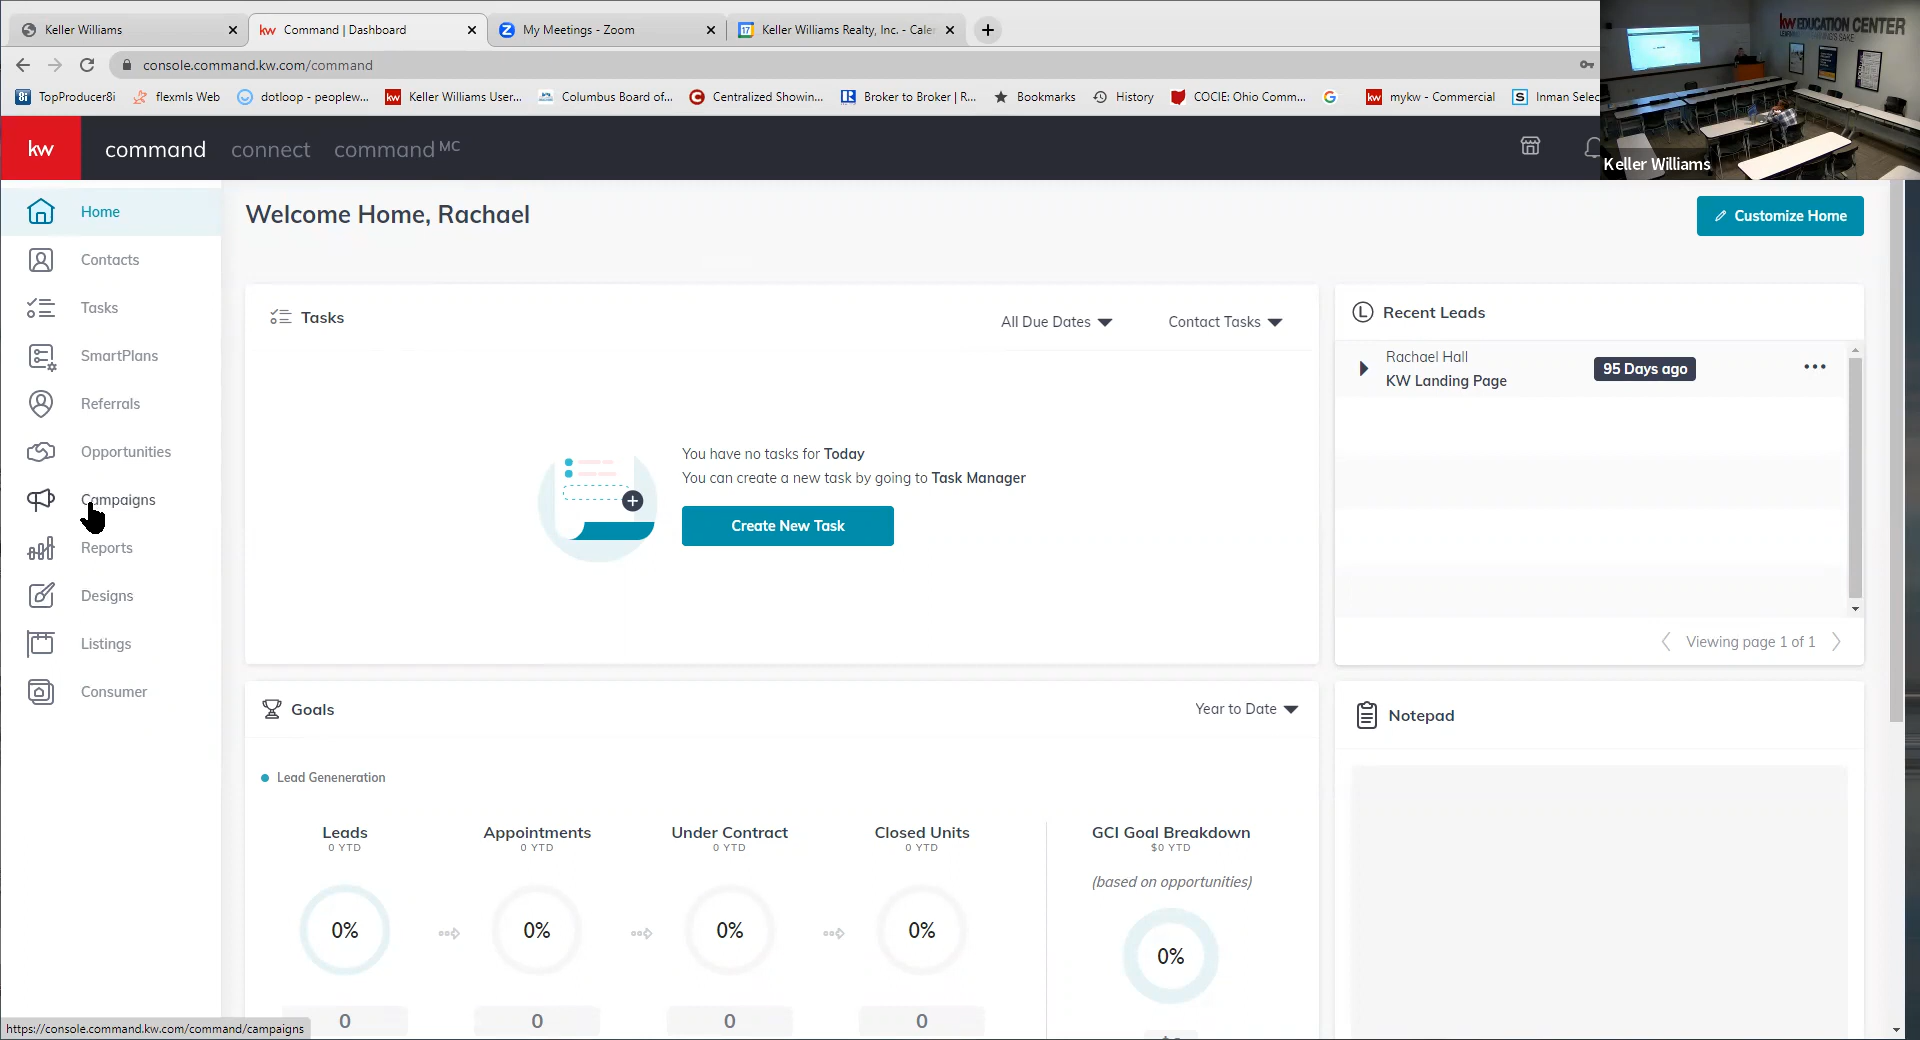 Keller Williams
Command | Dashboard
My Meetings - Zoom
17
Keller Williams Realty, Inc. - Caler
console.command.kw.com/command
8i TopProducer8i
flexmls Web
dotloop - peoplew...
kw Keller Williams User...
Columbus Board of...
Centralized Showin...
Broker to Broker | R...
Bookmarks
History
COCIE: Ohio Comm...
mykw - Commercial
Inman Selec
kw EDUCATION CENTER
Keller Williams
kw
command
connect
command MC
Home
Contacts
Tasks
SmartPlans
Referrals
Opportunities
Campaigns
Reports
Designs
Listings
Consumer
Welcome Home, Rachael
Customize Home
Tasks
All Due Dates
Contact Tasks
You have no tasks for Today
You can create a new task by going to Task Manager
Create New Task
Recent Leads
Rachael Hall
KW Landing Page
95 Days ago
Viewing page 1 of 1
Goals
Year to Date
Lead Geneneration
Leads
0 YTD
Appointments
0 YTD
Under Contract
0 YTD
Closed Units
0 YTD
GCI Goal Breakdown
$0 YTD
(based on opportunities)
0%
0%
0%
0%
0%
0
0
0
0
Notepad
https://console.command.kw.com/command/campaigns